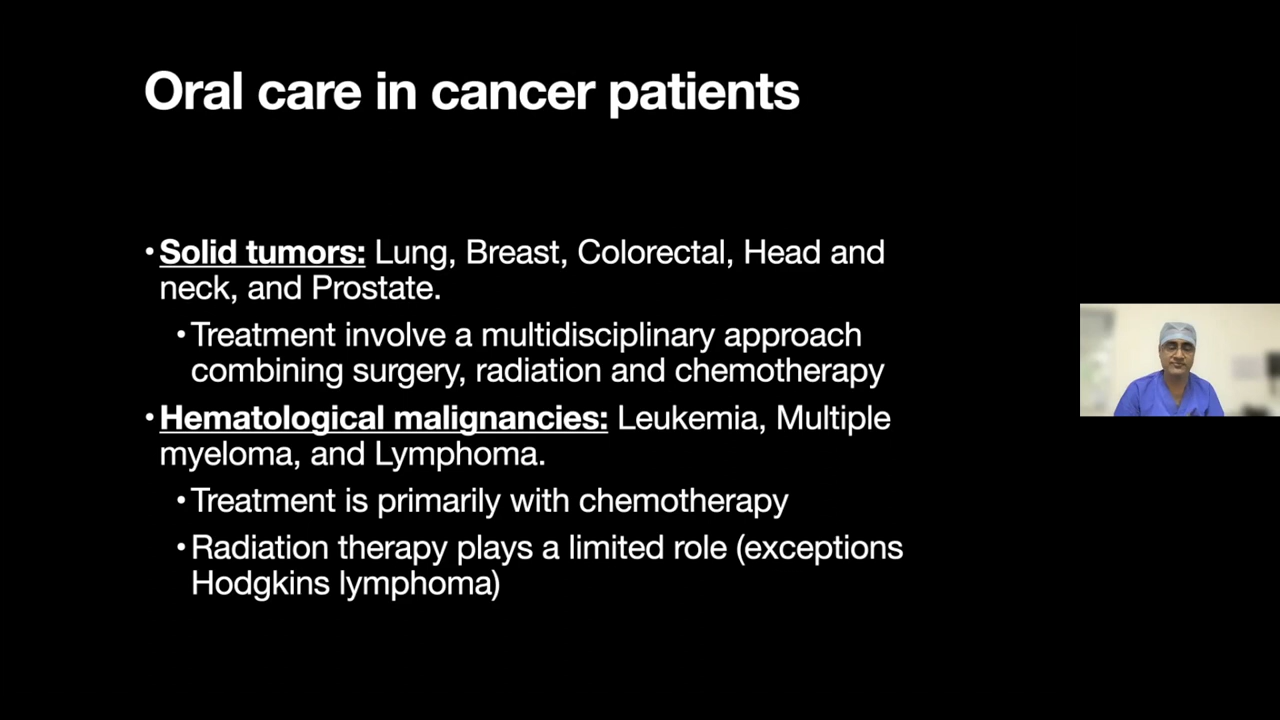 Oral care in cancer patients
• Solid tumors: Lung, Breast, Colorectal, Head and
neck, and Prostate.
• Treatment involve a multidisciplinary approach
combining surgery, radiation and chemotherapy
• Hematological malignancies: Leukemia, Multiple
myeloma, and Lymphoma.
• Treatment is primarily with chemotherapy
• Radiation therapy plays a limited role (exceptions
Hodgkins lymphoma)